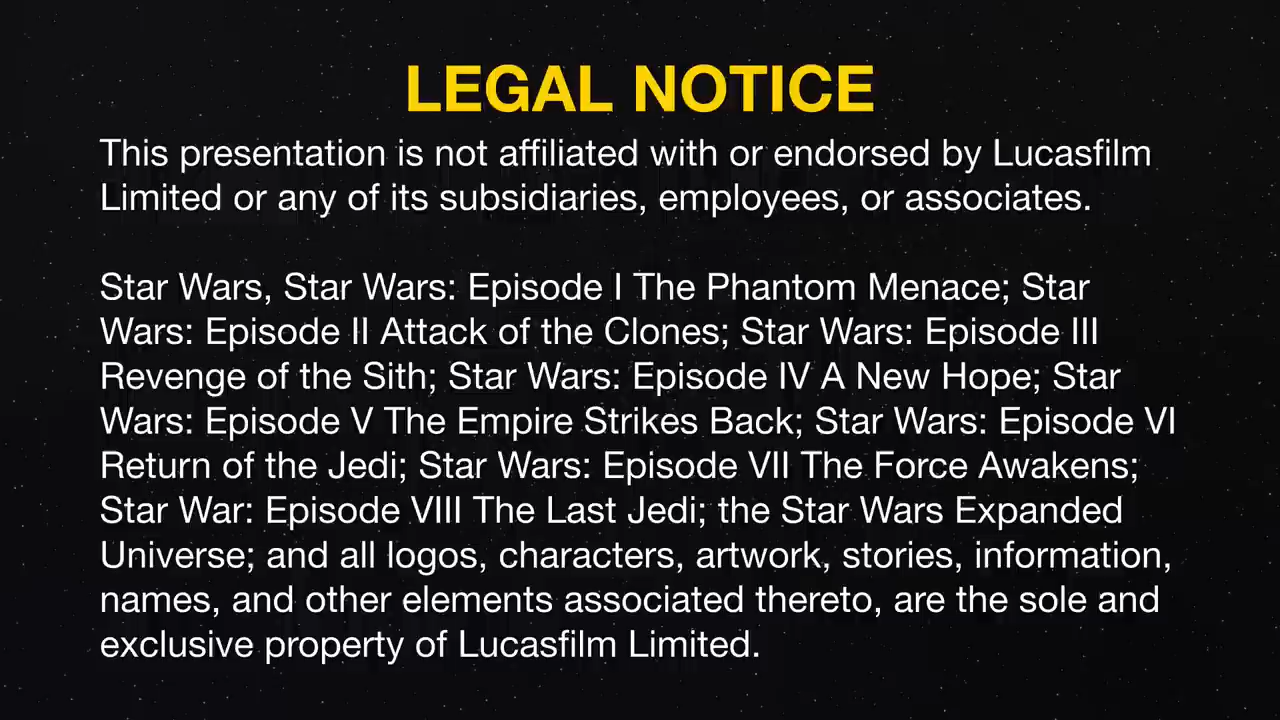 LEGAL NOTICE
This presentation is not affiliated with or endorsed by Lucasfilm
Limited or any of its subsidiaries, employees, or associates.
Star Wars, Star Wars: Episode I The Phantom Menace; Star
Wars: Episode II Attack of the Clones; Star Wars: Episode III
Revenge of the Sith; Star Wars: Episode IV A New Hope; Star
Wars: Episode V The Empire Strikes Back; Star Wars: Episode VI
Return of the Jedi; Star Wars: Episode VII The Force Awakens;
Star War: Episode VIII The Last Jedi; the Star Wars Expanded
Universe; and all logos, characters, artwork, stories, information,
names, and other elements associated thereto, are the sole and
exclusive property of Lucasfilm Limited.